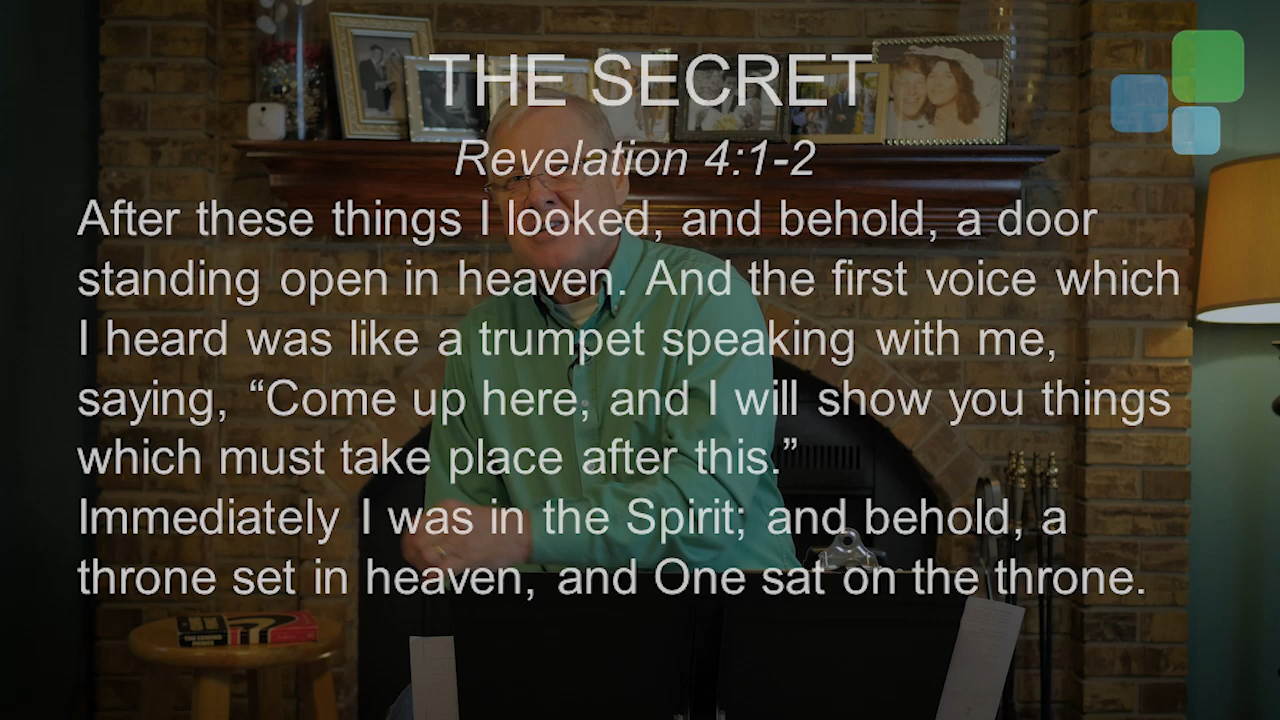 THE SECRET
Revelation 4:1-2
After these things I looked, and behold, a door
standing open in heaven. And the first voice which
I heard was like a trumpet speaking with me,
saying, “Come up here, and I will show you things
which must take place after this.”
Immediately I was in the Spirit; and behold, a
throne set in heaven, and One sat on the throne.
THE COMING
PRINCE